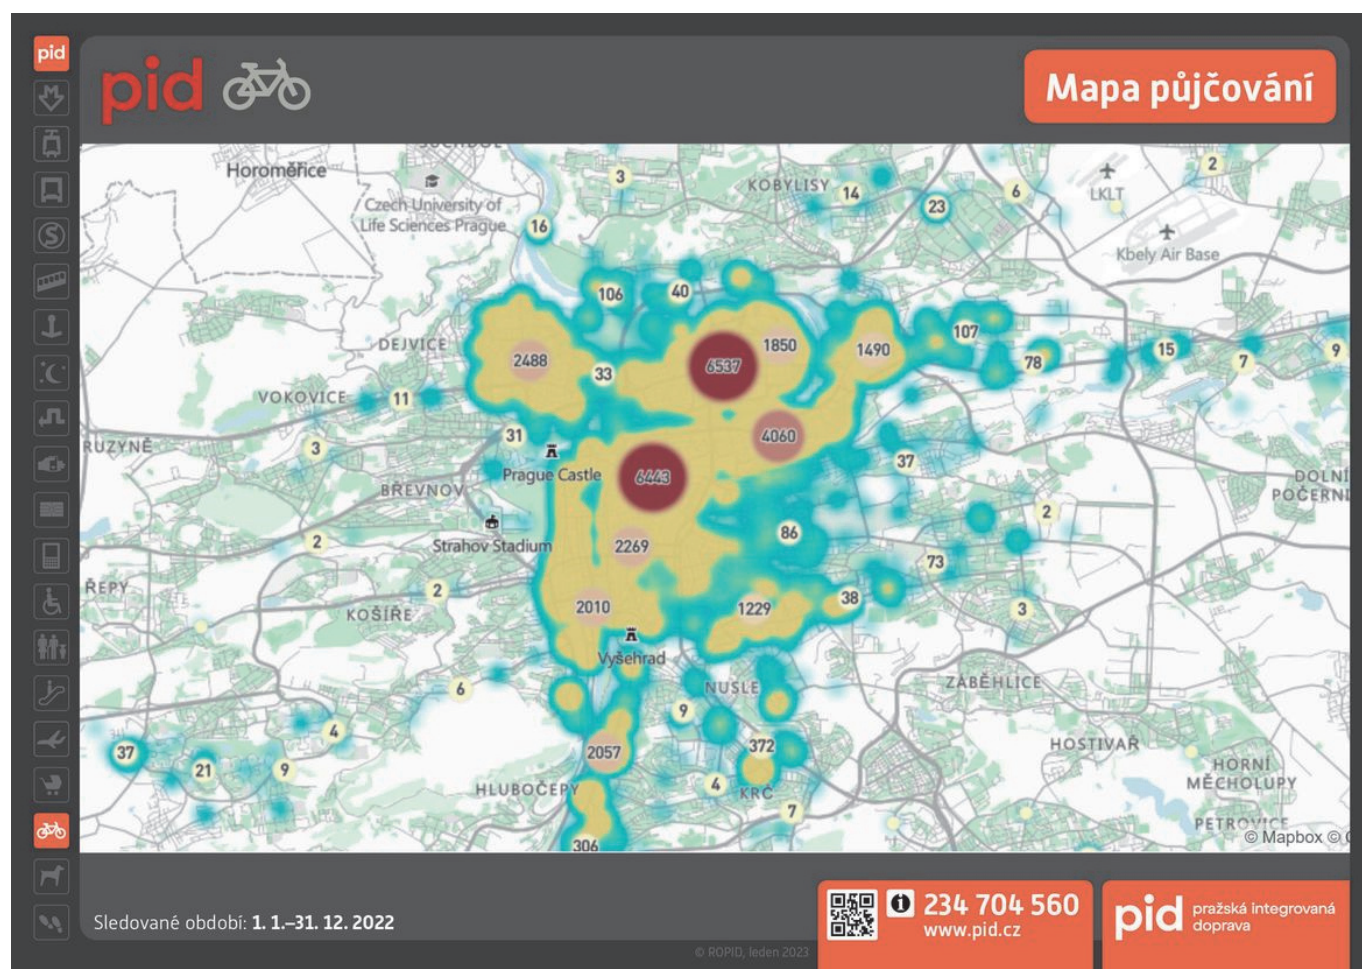 pid
pid
Mapa půjčování
SUCHDOL
Horoměřice
3
KOBYLISY
14
6
2
LKLT
Czech University of
Life Sciences Prague
16
23
Kbely Air Base
106
40
107
DEJVICE
2488
33
6537
1850
1490
78
15
7
9
VOKOVICE
11
31
4060
RUZYNĚ
3
Prague Castle
6443
37
DOLNÍ
POČERNI
BŘEVNOV
2
Strahov Stadium
2269
86
2
73
ŘEPY
2
KOŠÍŘE
2010
1229
38
3
Vyšehrad
6
NUSLE
ZÁBĚHLICE
9
4
37
21
9
2057
372
HOSTIVAŘ
HORNÍ
MĚCHOLUPY
HLUBOČEPY
4
KRČ
7
PETROVICE
306
© Mapbox ©
Sledované období: 1. 1.–31. 12. 2022
234 704 560
www.pid.cz
pid pražská integrovaná
doprava
© ROPID, leden 2023